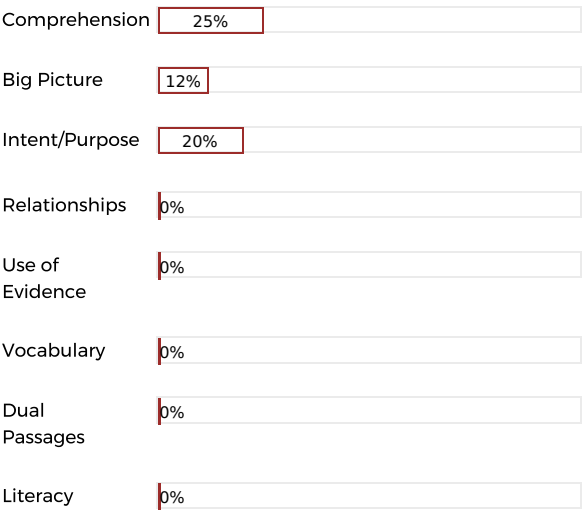 Comprehension 25%
Big Picture 12%
Intent/Purpose 20%
Relationships 0%
Use of 0%
Evidence
Vocabulary 0%
Dual 0%
Passages
Literacy 0%